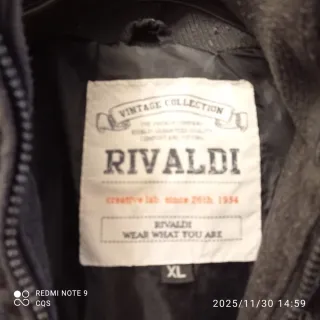 VINTAGE COLLECTION
RIVALDI
creative lab. since 26th. 1934
RIVALDI
WEAR WHAT YOU ARE
XL
REDMI NOTE 9
CQS
2025/11/30 14:59